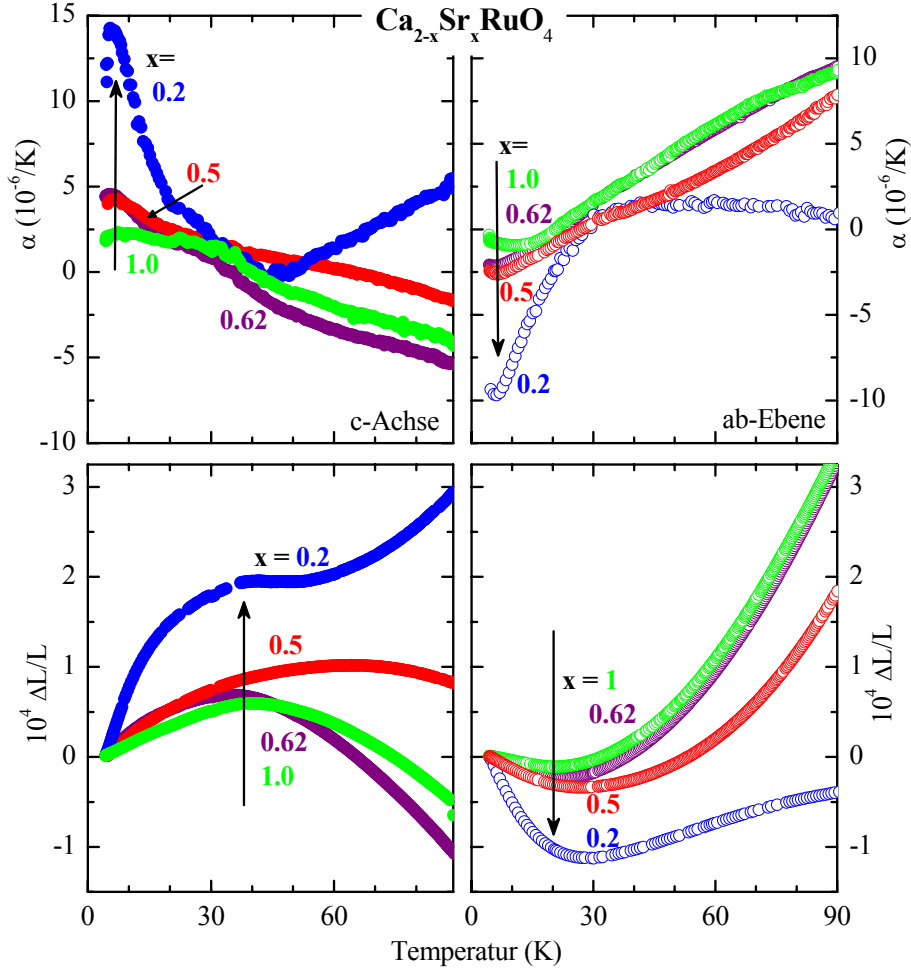 Ca₂₋ₓSrₓRuO₄
15
10
5
0
-5
-10
α (10⁻⁶/K)
x=
0.2
0.5
1.0
0.62
c-Achse
10
5
0
-5
-10
α (10⁻⁶/K)
x=
1.0
0.62
0.5
0.2
ab-Ebene
3
2
1
0
-1
10⁴ ΔL/L
x = 0.2
0.5
0.62
1.0
0 30 60
3
2
1
0
-1
10⁴ ΔL/L
x = 1
0.62
0.5
0.2
0 30 60 90
Temperatur (K)